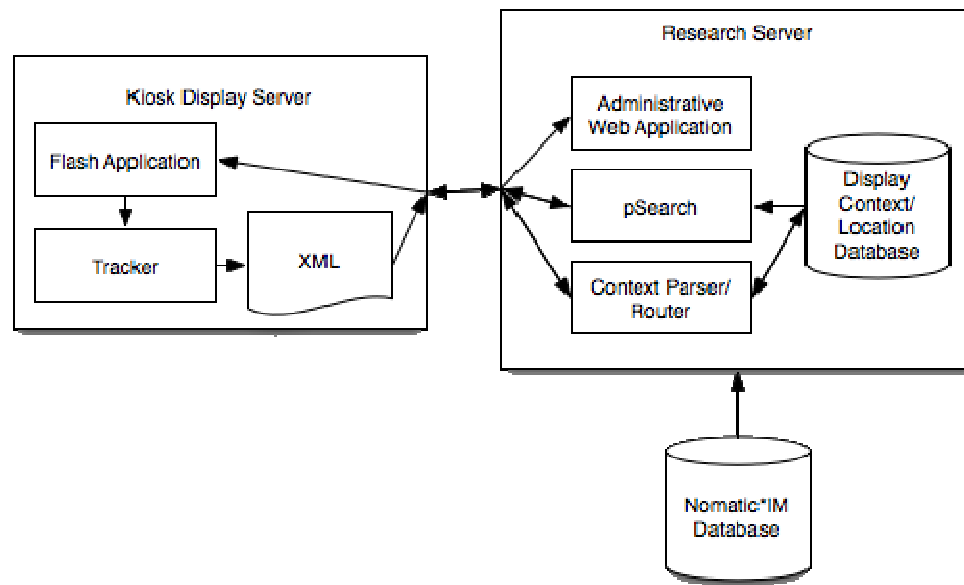 Research Server
Kiosk Display Server
Flash Application
Tracker
XML
Administrative
Web Application
pSearch
Context Parser/
Router
Display
Context/
Location
Database
Nomatic*IM
Database